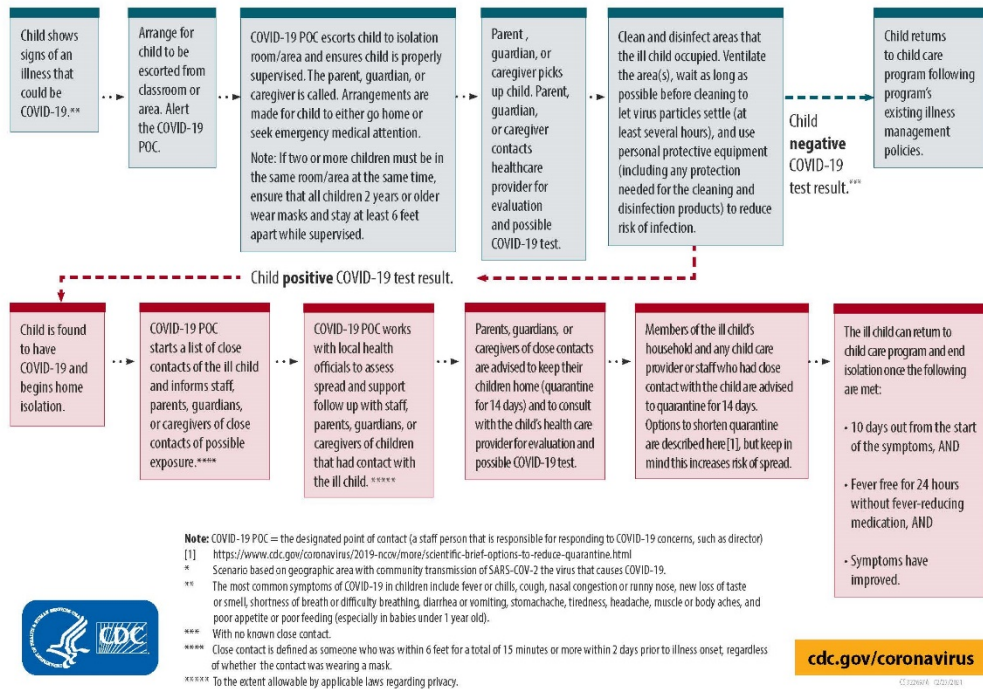 Child shows
signs of an
illness that
could be
COVID-19.**
Arrange for
child to be
escorted from
classroom or
area. Alert
the COVID-19
POC.
COVID-19 POC escorts child to isolation
room/area and ensures child is properly
supervised. The parent, guardian, or
caregiver is called. Arrangements are
made for child to either go home or
seek emergency medical attention.
Note: If two or more children must be in
the same room/area at the same time,
ensure that all children 2 years or older
wear masks and stay at least 6 feet
apart while supervised.
Parent ,
guardian, or
caregiver picks
up child. Parent,
guardian,
or caregiver
contacts
healthcare
provider for
evaluation
and possible
COVID-19 test.
Clean and disinfect areas that
the ill child occupied. Ventilate
the area(s), wait as long as
possible before cleaning to
let virus particles settle (at
least several hours), and use
personal protective equipment
(including any protection
needed for the cleaning and
disinfection products) to reduce
risk of infection.
Child
negative
COVID-19
test result.***
Child returns
to child care
program following
program's
existing illness
management
policies.
Child positive COVID-19 test result.
Child is found
to have
COVID-19 and
begins home
isolation.
COVID-19 POC
starts a list of close
contacts of the ill child
and informs staff,
parents, guardians,
or caregivers of close
contacts of possible
exposure.****
COVID-19 POC works
with local health
officials to assess
spread and support
follow up with staff,
parents, guardians, or
caregivers of children
that had contact with
the ill child. *****
Parents, guardians, or
caregivers of close contacts
are advised to keep their
children home (quarantine
for 14 days) and to consult
with the child's health care
provider for evaluation and
possible COVID-19 test.
Members of the ill child's
household and any child care
provider or staff who had close
contact with the child are advised
to quarantine for 14 days.
Options to shorten quarantine
are described here[1], but keep in
mind this increases risk of spread.
The ill child can return to
child care program and end
isolation once the following
are met:
• 10 days out from the start
of the symptoms, AND
• Fever free for 24 hours
without fever-reducing
medication, AND
• Symptoms have
improved.
Note: COVID-19 POC = the designated point of contact (a staff person that is responsible for responding to COVID-19 concerns, such as director)
[1] https://www.cdc.gov/coronavirus/2019-ncov/more/scientific-brief-options-to-reduce-quarantine.html
* Scenario based on geographic area with community transmission of SARS-COV-2 the virus that causes COVID-19.
** The most common symptoms of COVID-19 in children include fever or chills, cough, nasal congestion or runny nose, new loss of taste
or smell, shortness of breath or difficulty breathing, diarrhea or vomiting, stomachache, tiredness, headache, muscle or body aches, and
poor appetite or poor feeding (especially in babies under 1 year old).
*** With no known close contact.
**** Close contact is defined as someone who was within 6 feet for a total of 15 minutes or more within 2 days prior to illness onset, regardless
of whether the contact was wearing a mask.
***** To the extent allowable by applicable laws regarding privacy.
CDC
cdc.gov/coronavirus